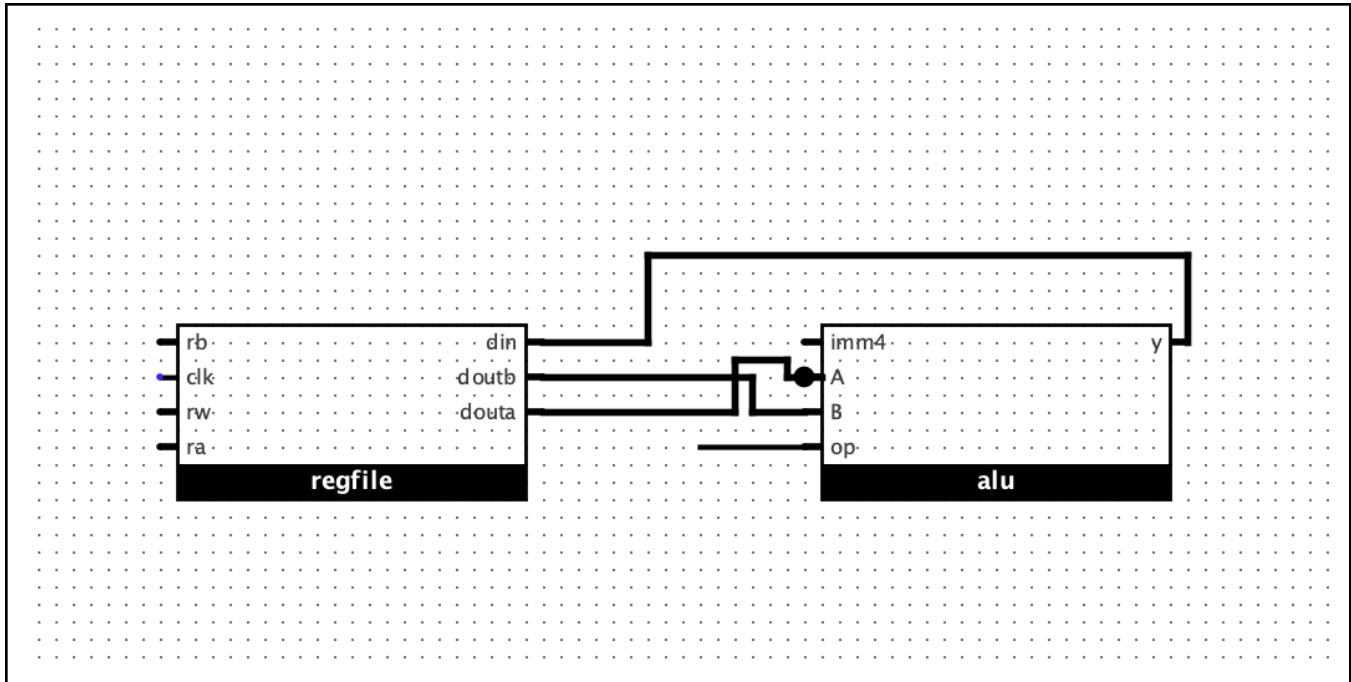 rb din
clk doutb
rw douta
ra
regfile
imm4 y
A
B
op
alu